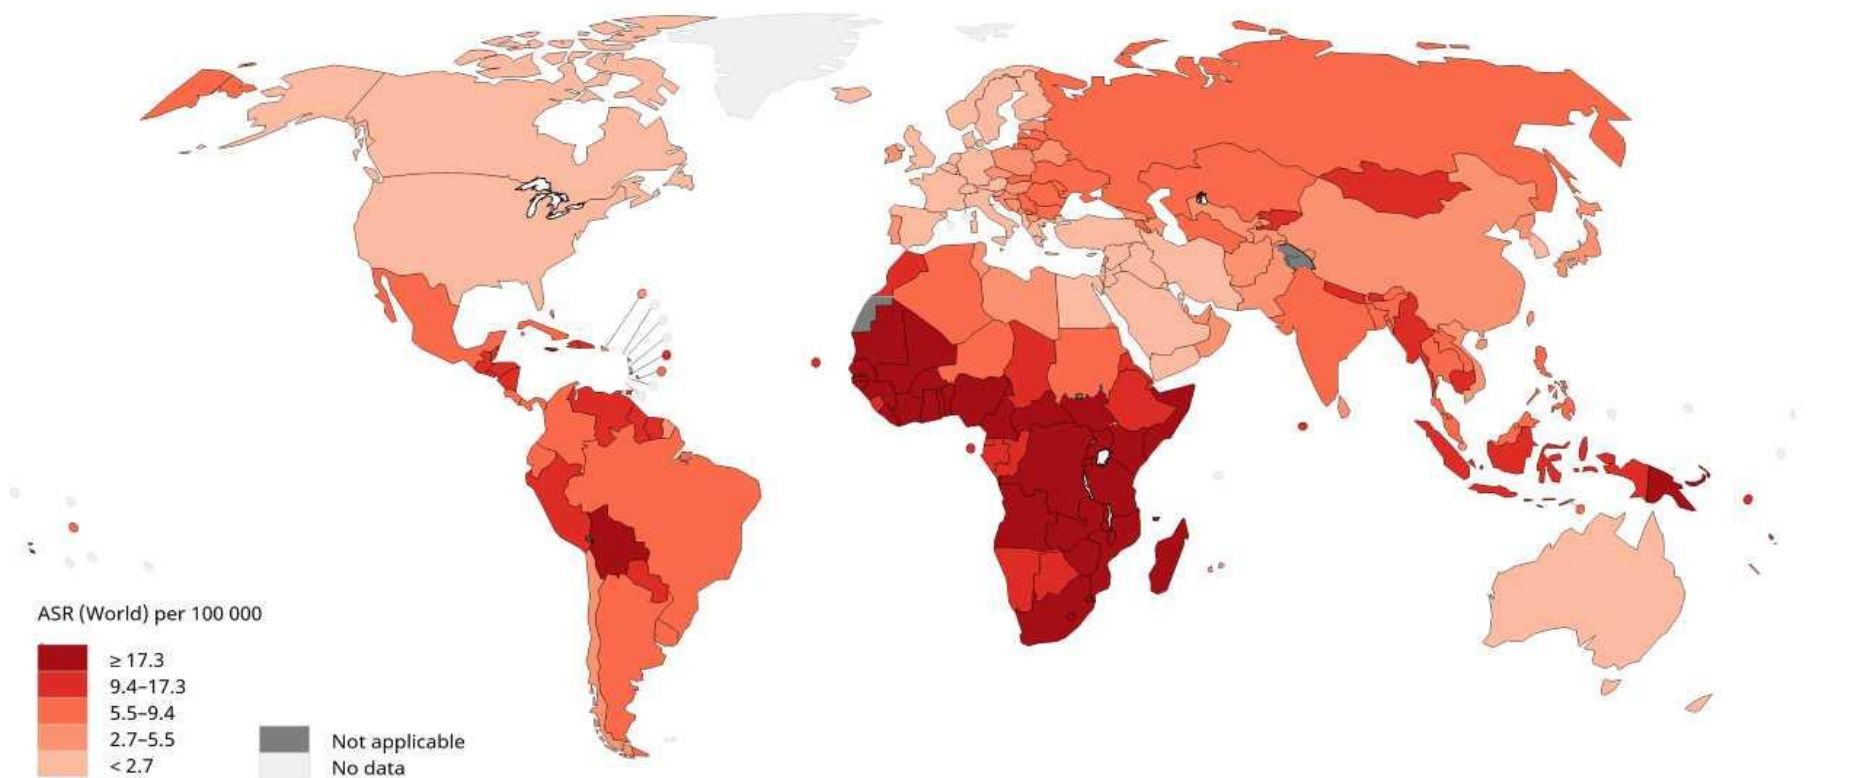 ASR (World) per 100 000
≥ 17.3
9.4–17.3
5.5–9.4
2.7–5.5
< 2.7
Not applicable
No data